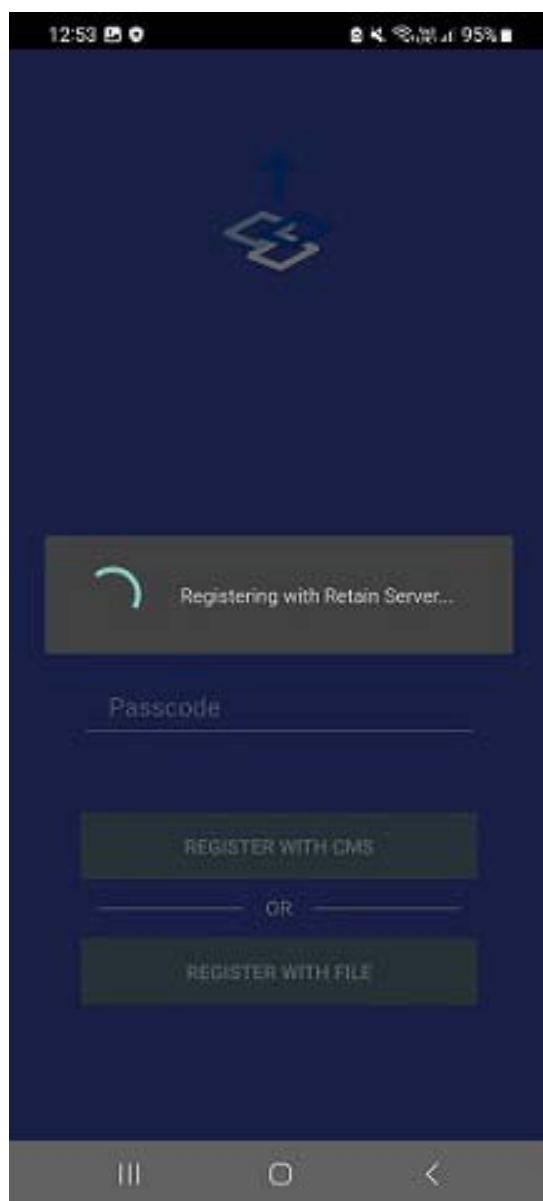 12:53 95%
Registering with Retain Server...
Passcode
REGISTER WITH CMS
OR
REGISTER WITH FILE